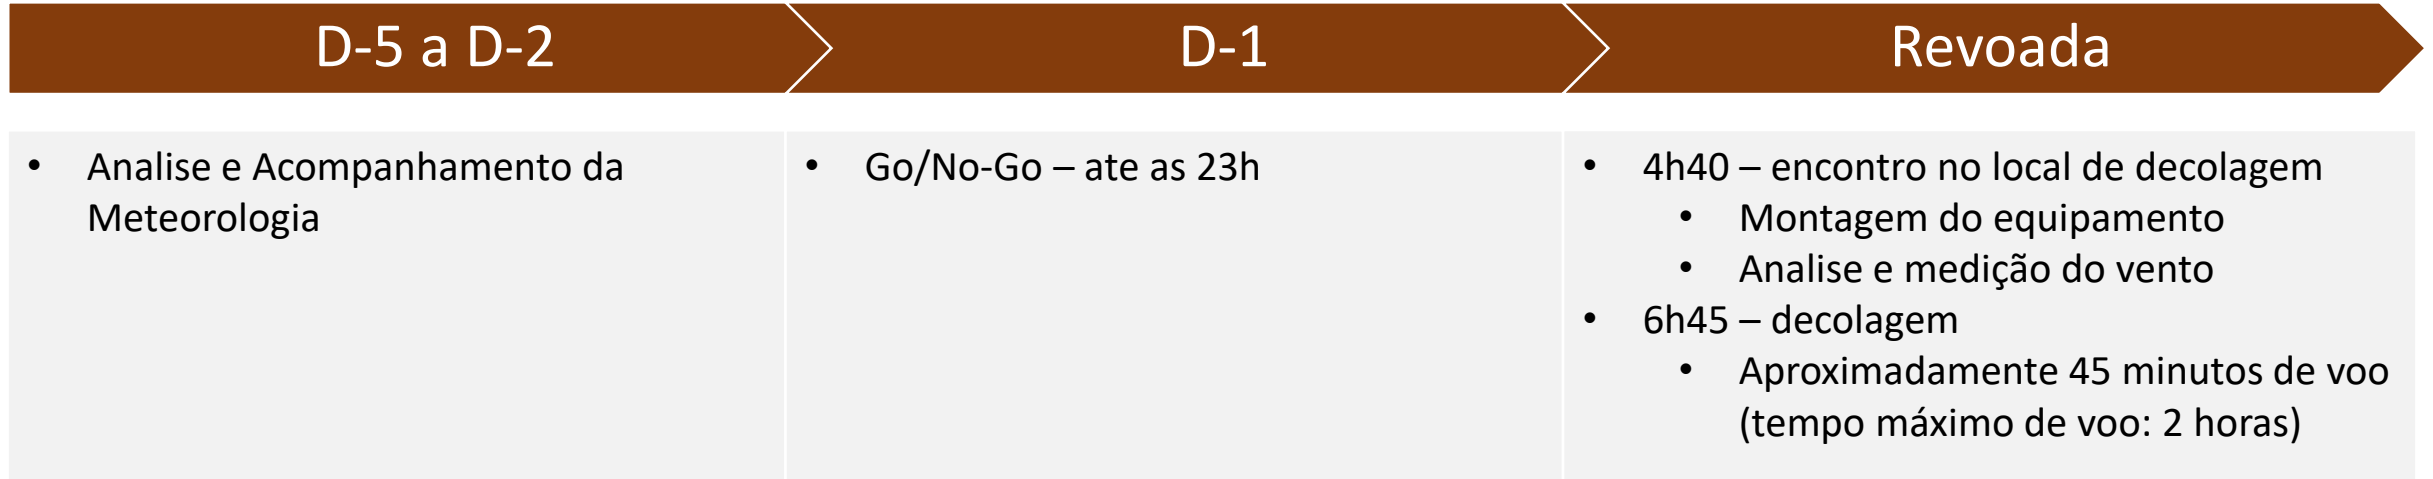 D-5 a D-2
D-1
Revoada
• Analise e Acompanhamento da
Meteorologia
• Go/No-Go – ate as 23h
• 4h40 – encontro no local de decolagem
• Montagem do equipamento
• Analise e medição do vento
• 6h45 – decolagem
• Aproximadamente 45 minutos de voo
(tempo máximo de voo: 2 horas)